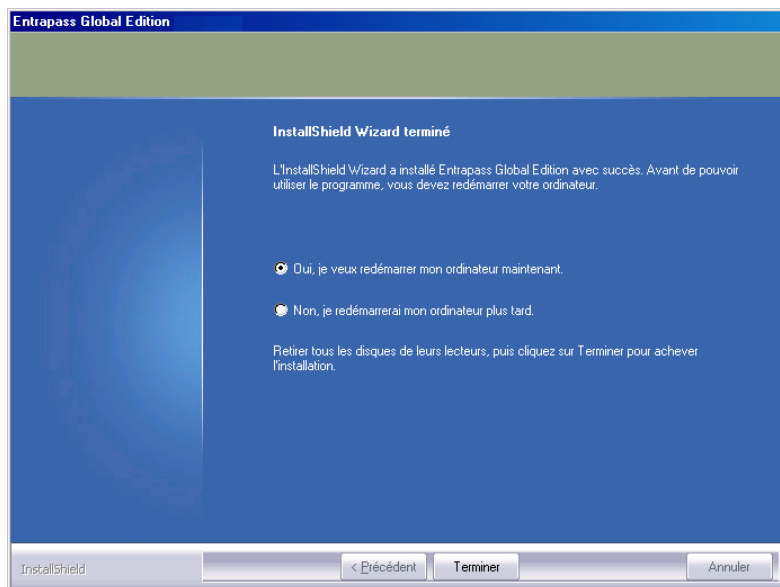 Entrapass Global Edition
InstallShield Wizard terminé
L'InstallShield Wizard a installé Entrapass Global Edition avec succès. Avant de pouvoir
utiliser le programme, vous devez redémarrer votre ordinateur.
Oui, je veux redémarrer mon ordinateur maintenant.
Non, je redémarrerai mon ordinateur plus tard.
Retirer tous les disques de leurs lecteurs, puis cliquez sur Terminer pour achever
l'installation.
InstallShield
< Précédent
Terminer
Annuler